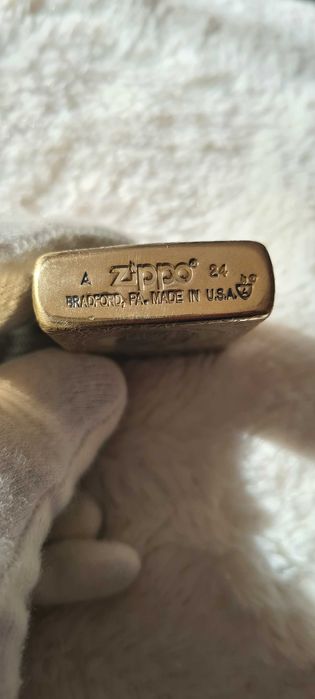 A Zippo® 24
BRADFORD, PA. MADE IN U.S.A.